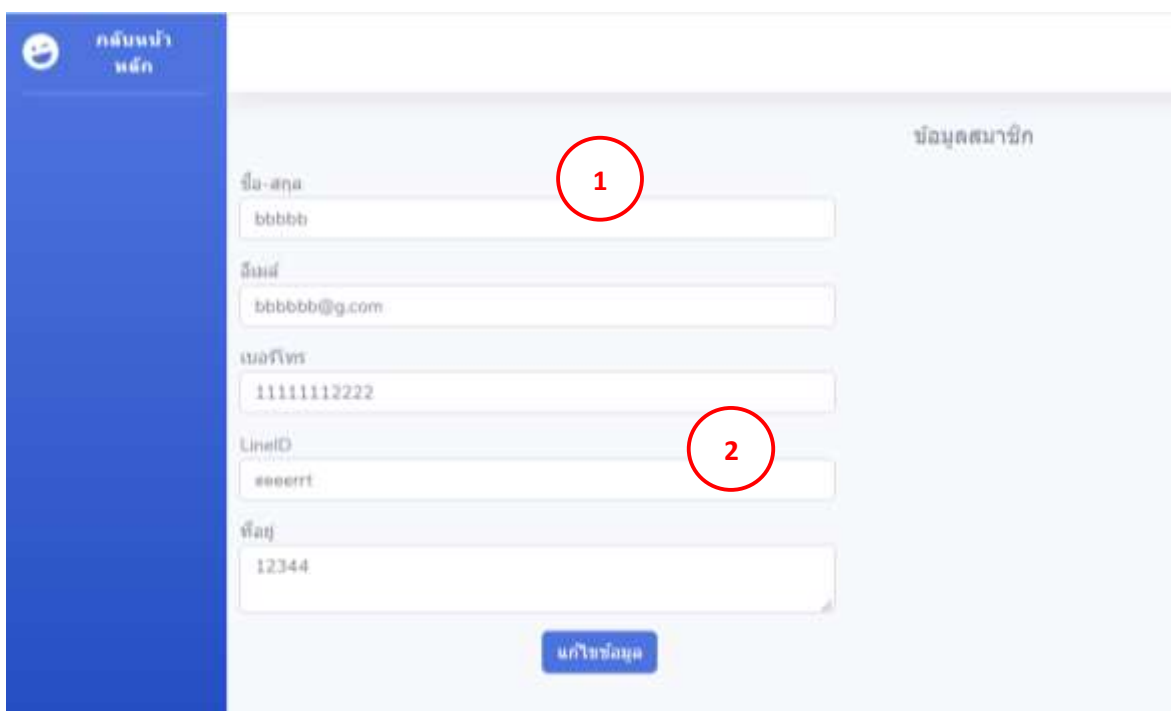 กลับหน้า
หลัก
ข้อมูลสมาชิก
1
ชื่อ-สกุล
bbbbb
อีเมล์
bbbbbb@g.com
เบอร์โทร
11111112222
2
LineID
eeeerrt
ที่อยู่
12344
แก้ไขข้อมูล